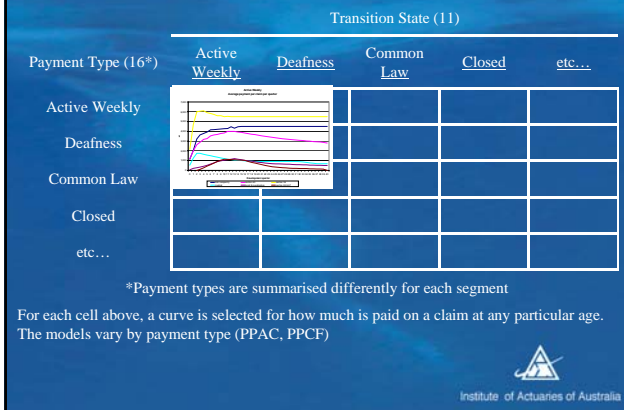 Transition State (11)
Payment Type (16*)
Active Weekly
Deafness
Common Law
Closed
etc…
Active Weekly
Active Weekly
Deafness
Common Law
Closed
etc…
*Payment types are summarised differently for each segment
For each cell above, a curve is selected for how much is paid on a claim at any particular age.
The models vary by payment type (PPAC, PPCF)
Institute of Actuaries of Australia